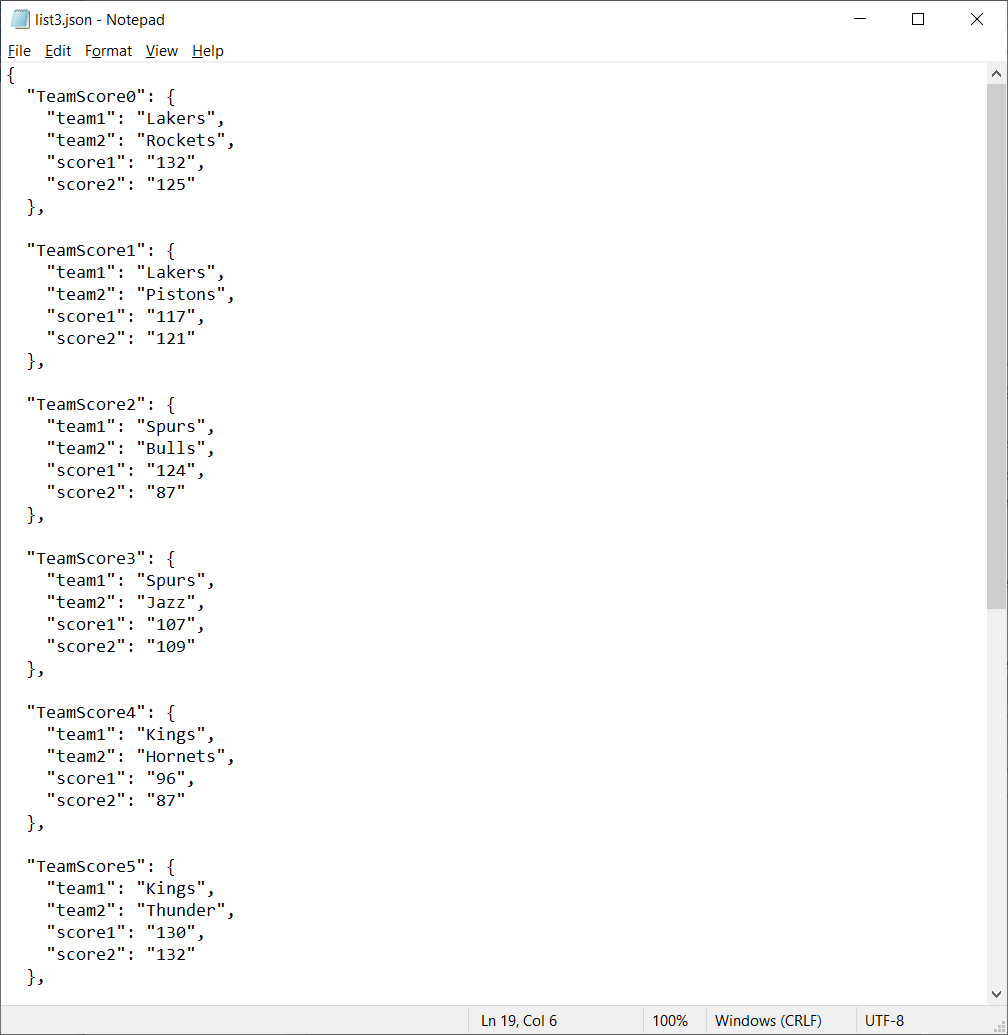 list3.json - Notepad
File Edit Format View Help
{
  "TeamScore0": {
    "team1": "Lakers",
    "team2": "Rockets",
    "score1": "132",
    "score2": "125"
  },

  "TeamScore1": {
    "team1": "Lakers",
    "team2": "Pistons",
    "score1": "117",
    "score2": "121"
  },

  "TeamScore2": {
    "team1": "Spurs",
    "team2": "Bulls",
    "score1": "124",
    "score2": "87"
  },

  "TeamScore3": {
    "team1": "Spurs",
    "team2": "Jazz",
    "score1": "107",
    "score2": "109"
  },

  "TeamScore4": {
    "team1": "Kings",
    "team2": "Hornets",
    "score1": "96",
    "score2": "87"
  },

  "TeamScore5": {
    "team1": "Kings",
    "team2": "Thunder",
    "score1": "130",
    "score2": "132"
  },
Ln 19, Col 6 100% Windows (CRLF) UTF-8